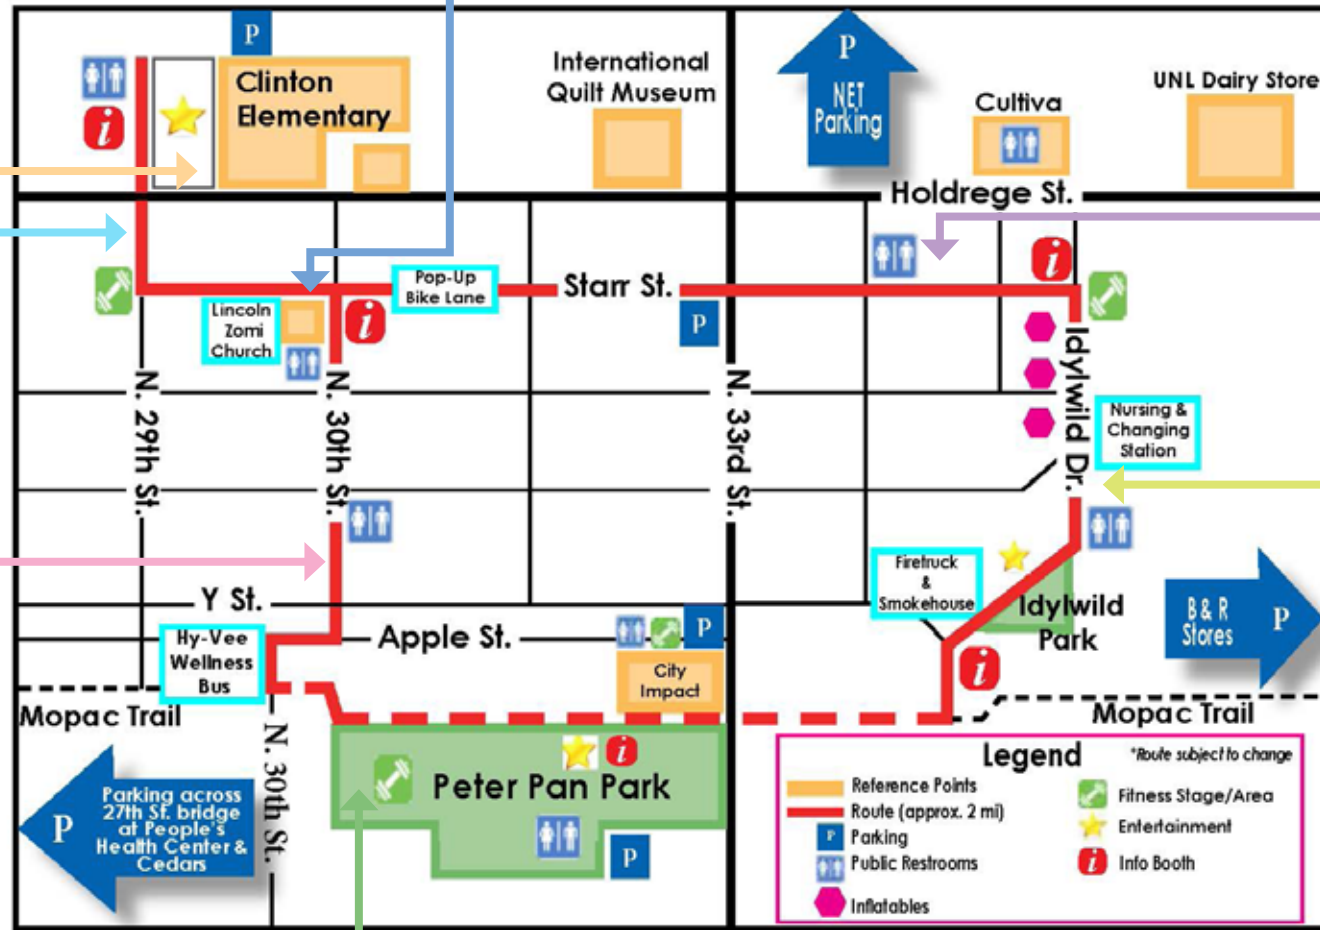 P
Clinton
Elementary
International
Quilt Museum
P
NET
Parking
Cultiva
UNL Dairy Store
i
Holdrege St.
Pop-Up
Bike Lane
Starr St.
i
Lincoln
Zomi
Church
i
P
N. 29th St.
N. 30th St.
N. 33rd St.
Idylwild Dr.
Nursing &
Changing
Station
Firetruck
&
Smokehouse
Idylwild
Park
B & R
Stores
P
Y St.
Apple St.
P
Hy-Vee
Wellness
Bus
City
Impact
i
Mopac Trail
Mopac Trail
N. 30th St.
i
Peter Pan Park
P
P
Parking across
27th St. bridge
at People's
Health Center &
Cedars
Legend
*Route subject to change
Reference Points
Route (approx. 2 mi)
P
Parking
Public Restrooms
Inflatables
Fitness Stage/Area
Entertainment
i
Info Booth